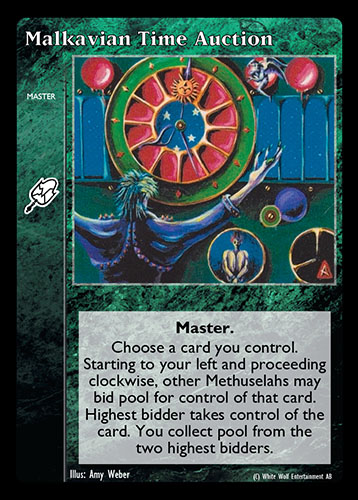 Malkavian Time Auction
MASTER
Master.
Choose a card you control.
Starting to your left and proceeding
clockwise, other Methuselahs may
bid pool for control of that card.
Highest bidder takes control of the
card. You collect pool from the
two highest bidders.
Illus: Amy Weber
(C) White Wolf Entertainment AB